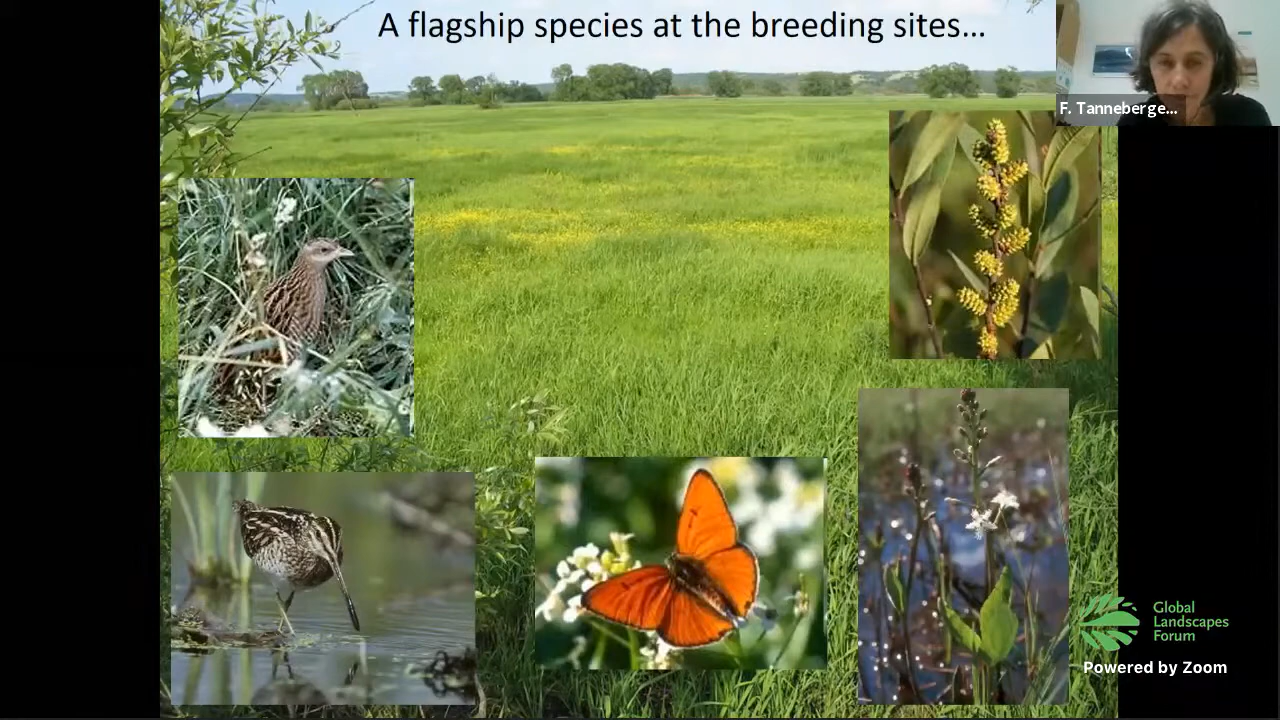 A flagship species at the breeding sites...
F. Tanneberge...
Global
Landscapes
Forum
Powered by Zoom